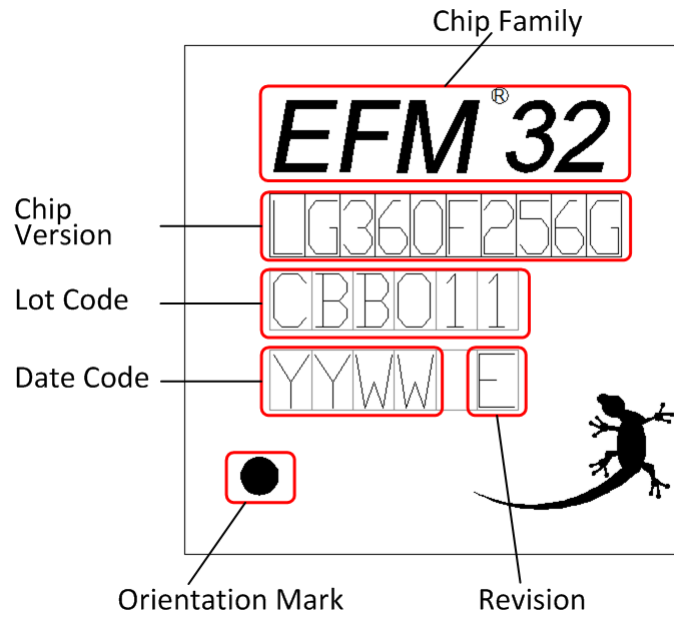 Chip Family
EFM® 32
Chip Version
LG360F256G
Lot Code
CBB011
Date Code
YYWW E
Orientation Mark
Revision